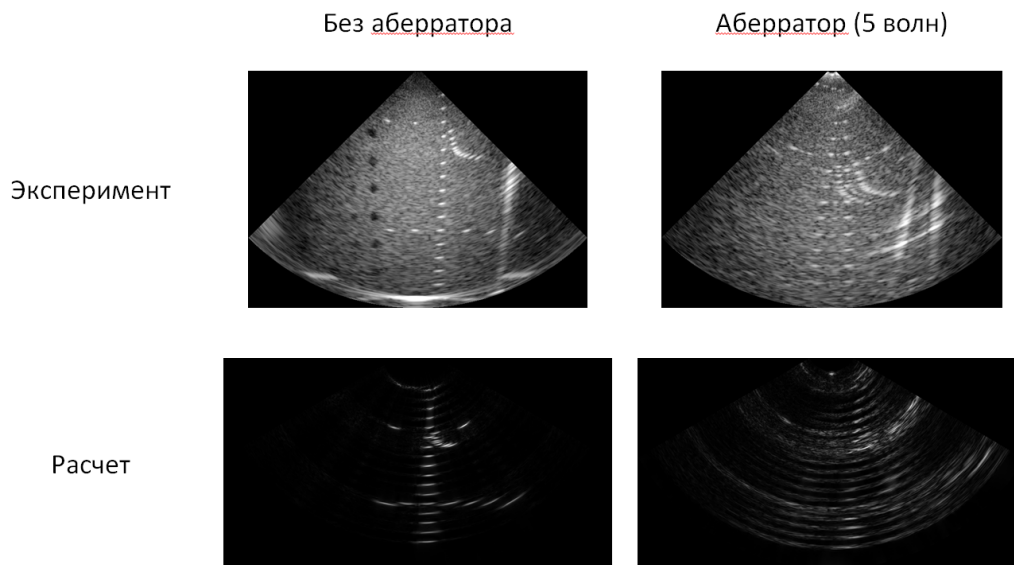 Без аберратора
Аберратор (5 волн)
Эксперимент
Расчет